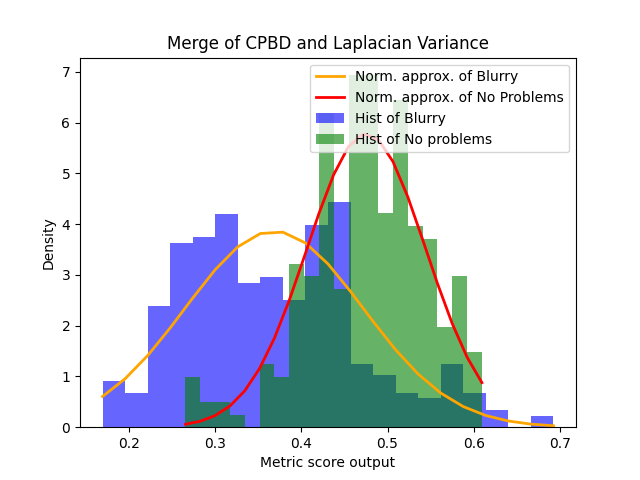 Merge of CPBD and Laplacian Variance
Norm. approx. of Blurry
Norm. approx. of No Problems
Hist of Blurry
Hist of No problems
Density
7
6
5
4
3
2
1
0
0.2 0.3 0.4 0.5 0.6 0.7
Metric score output